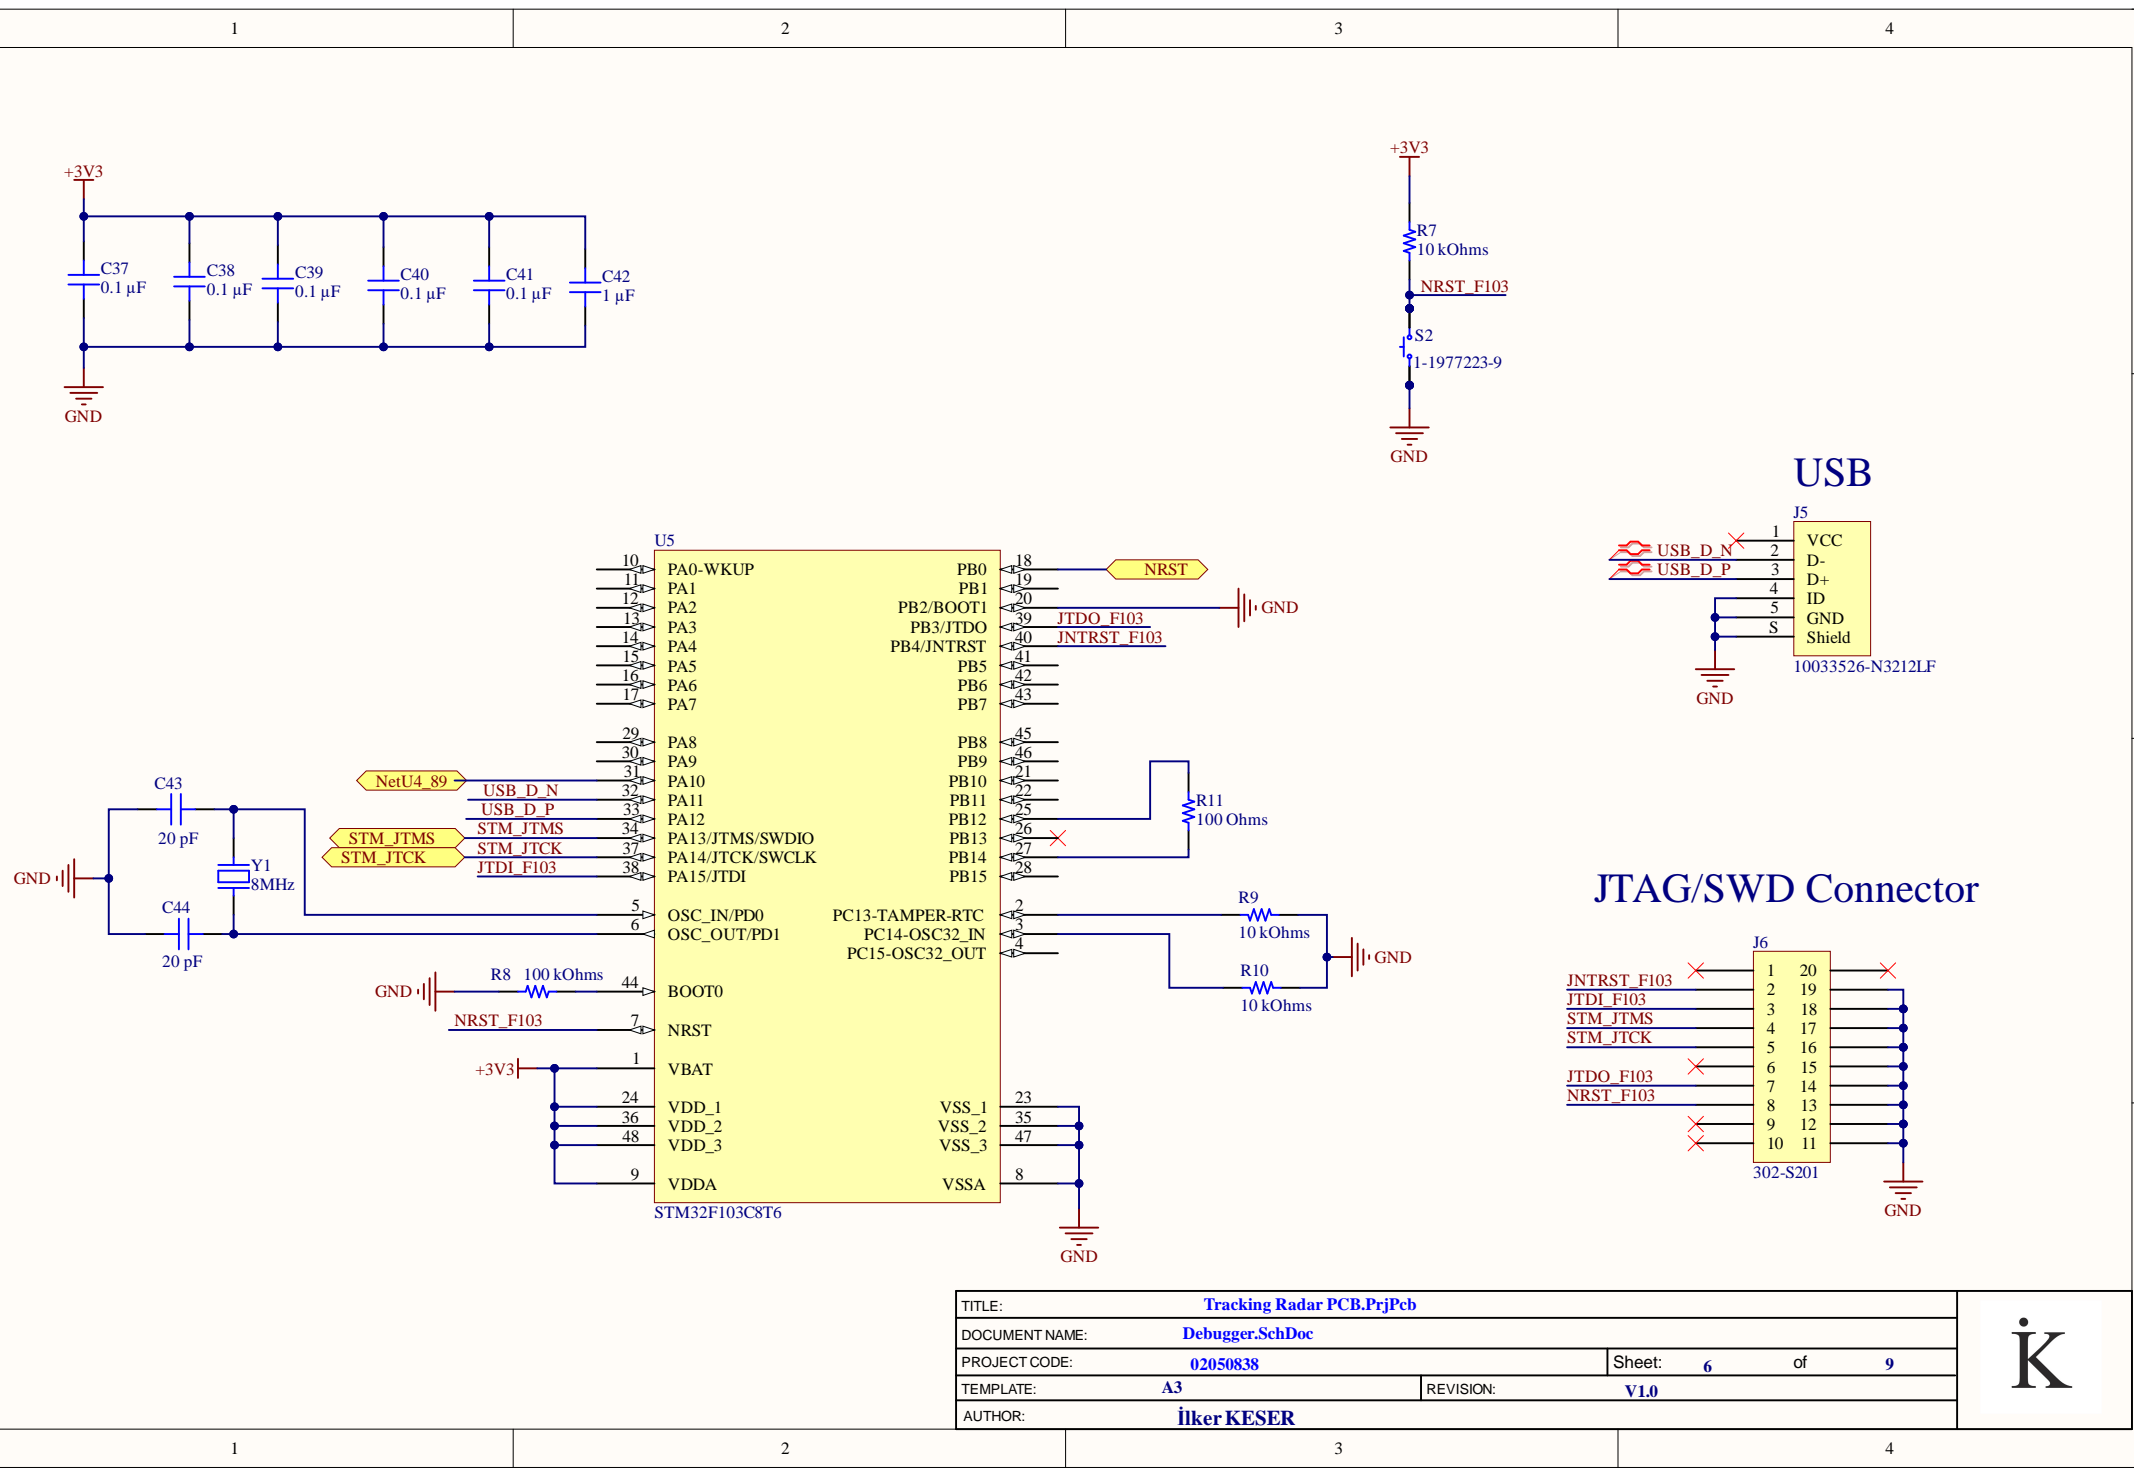 1 2 3 4
+3V3
C37
0.1 µF
C38
0.1 µF
C39
0.1 µF
C40
0.1 µF
C41
0.1 µF
C42
1 µF
GND
+3V3
R7
10 kOhms
NRST_F103
S2
1-1977223-9
GND
USB
J5
1 VCC
USB_D_N 2 D-
USB_D_P 3 D+
4 ID
5 GND
S Shield
10033526-N3212LF
GND
U5
10 PA0-WKUP PB0 18 NRST
11 PA1 PB1 19
12 PA2 PB2/BOOT1 20 GND
13 PA3 PB3/JTDO 39 JTDO_F103
14 PA4 PB4/JNTRST 40 JNTRST_F103
15 PA5 PB5 41
16 PA6 PB6 42
17 PA7 PB7 43
29 PA8 PB8 45
30 PA9 PB9 46
NetU4_89 31 PA10 PB10 21
USB_D_N 32 PA11 PB11 22
USB_D_P 33 PA12 PB12 25
STM_JTMS STM_JTMS 34 PA13/JTMS/SWDIO PB13 26
STM_JTCK STM_JTCK 37 PA14/JTCK/SWCLK PB14 27
JTDI_F103 38 PA15/JTDI PB15 28
R11
100 Ohms
C43
20 pF
Y1
8MHz
GND
C44
20 pF
5 OSC_IN/PD0 PC13-TAMPER-RTC 2
6 OSC_OUT/PD1 PC14-OSC32_IN 3
PC15-OSC32_OUT 4
R9
10 kOhms
GND
R10
10 kOhms
GND R8 100 kOhms 44 BOOT0
NRST_F103 7 NRST
+3V3 1 VBAT
24 VDD_1 VSS_1 23
36 VDD_2 VSS_2 35
48 VDD_3 VSS_3 47
9 VDDA VSSA 8
STM32F103C8T6
GND
JTAG/SWD Connector
J6
1 20
JNTRST_F103 2 19
JTDI_F103 3 18
STM_JTMS 4 17
STM_JTCK 5 16
6 15
JTDO_F103 7 14
NRST_F103 8 13
9 12
10 11
302-S201
GND
TITLE: Tracking Radar PCB.PrjPcb
DOCUMENT NAME: Debugger.SchDoc
PROJECT CODE: 02050838 Sheet: 6 of 9
TEMPLATE: A3 REVISION: V1.0
AUTHOR: İlker KESER
İK
1 2 3 4